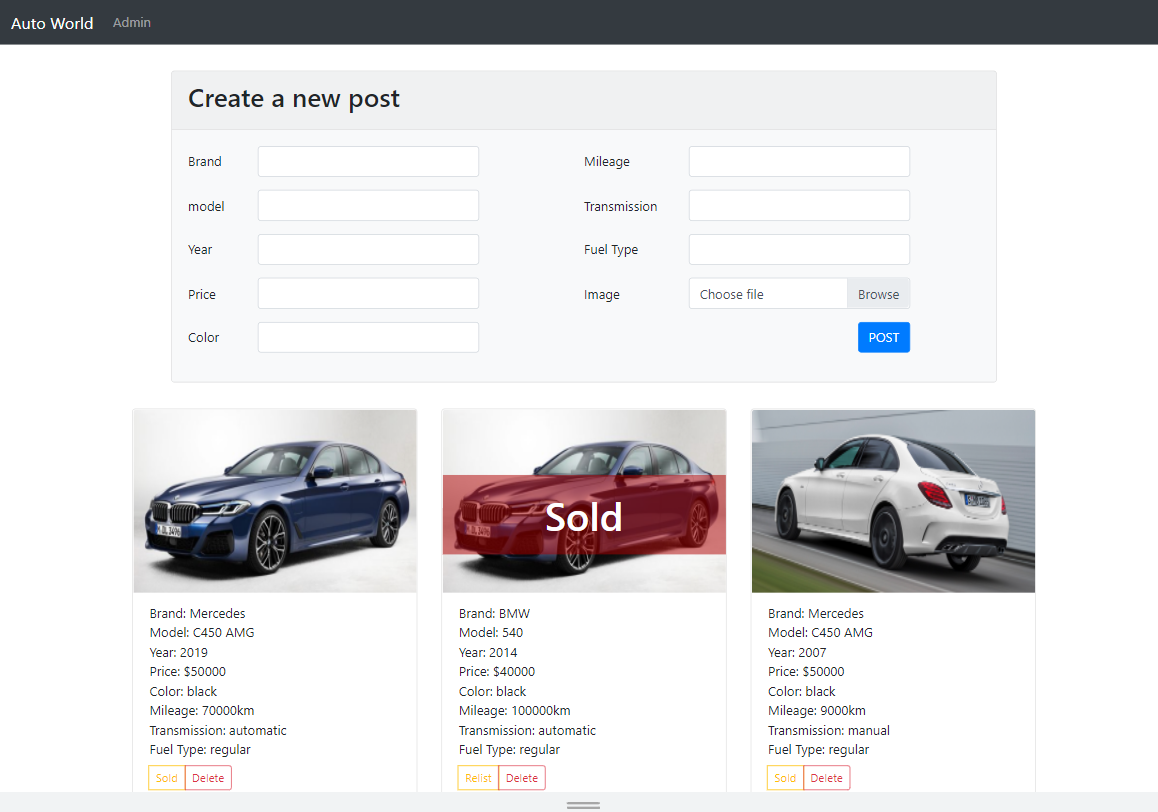 Auto World Admin
Create a new post
Brand
Mileage
model
Transmission
Year
Fuel Type
Price
Image Choose file Browse
Color
POST
Sold
Brand: Mercedes
Model: C450 AMG
Year: 2019
Price: $50000
Color: black
Mileage: 70000km
Transmission: automatic
Fuel Type: regular
Sold Delete
Brand: BMW
Model: 540
Year: 2014
Price: $40000
Color: black
Mileage: 100000km
Transmission: automatic
Fuel Type: regular
Relist Delete
Brand: Mercedes
Model: C450 AMG
Year: 2007
Price: $50000
Color: black
Mileage: 9000km
Transmission: manual
Fuel Type: regular
Sold Delete